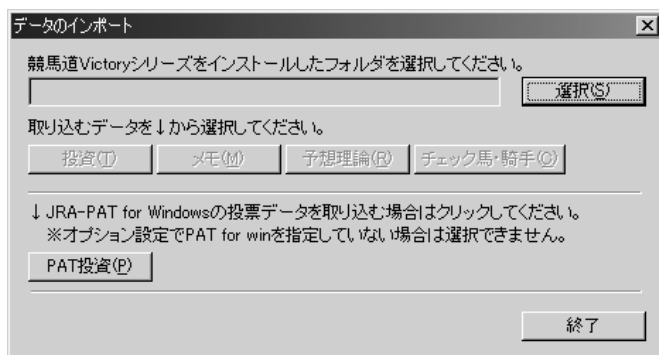 データのインポート
競馬道Victoryシリーズをインストールしたフォルダを選択してください。
選択(S)
取り込むデータを↓から選択してください。
投資(T) メモ(M) 予想理論(R) チェック馬・騎手(C)
↓JRA-PAT for Windowsの投票データを取り込む場合はクリックしてください。
※オプション設定でPAT for winを指定していない場合は選択できません。
PAT投資(P)
終了